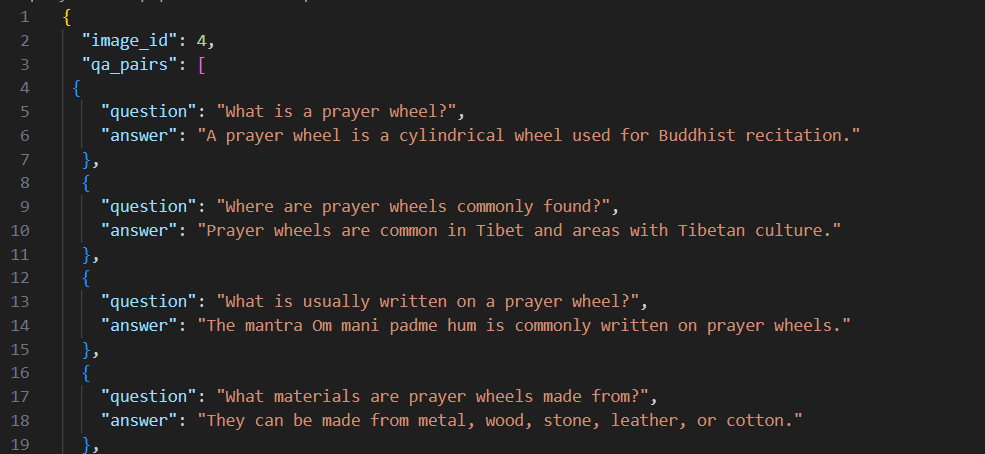 1 {
2 "image_id": 4,
3 "qa_pairs": [
4 {
5 "question": "What is a prayer wheel?",
6 "answer": "A prayer wheel is a cylindrical wheel used for Buddhist recitation."
7 },
8 {
9 "question": "Where are prayer wheels commonly found?",
10 "answer": "Prayer wheels are common in Tibet and areas with Tibetan culture."
11 },
12 {
13 "question": "What is usually written on a prayer wheel?",
14 "answer": "The mantra Om mani padme hum is commonly written on prayer wheels."
15 },
16 {
17 "question": "What materials are prayer wheels made from?",
18 "answer": "They can be made from metal, wood, stone, leather, or cotton."
19 },